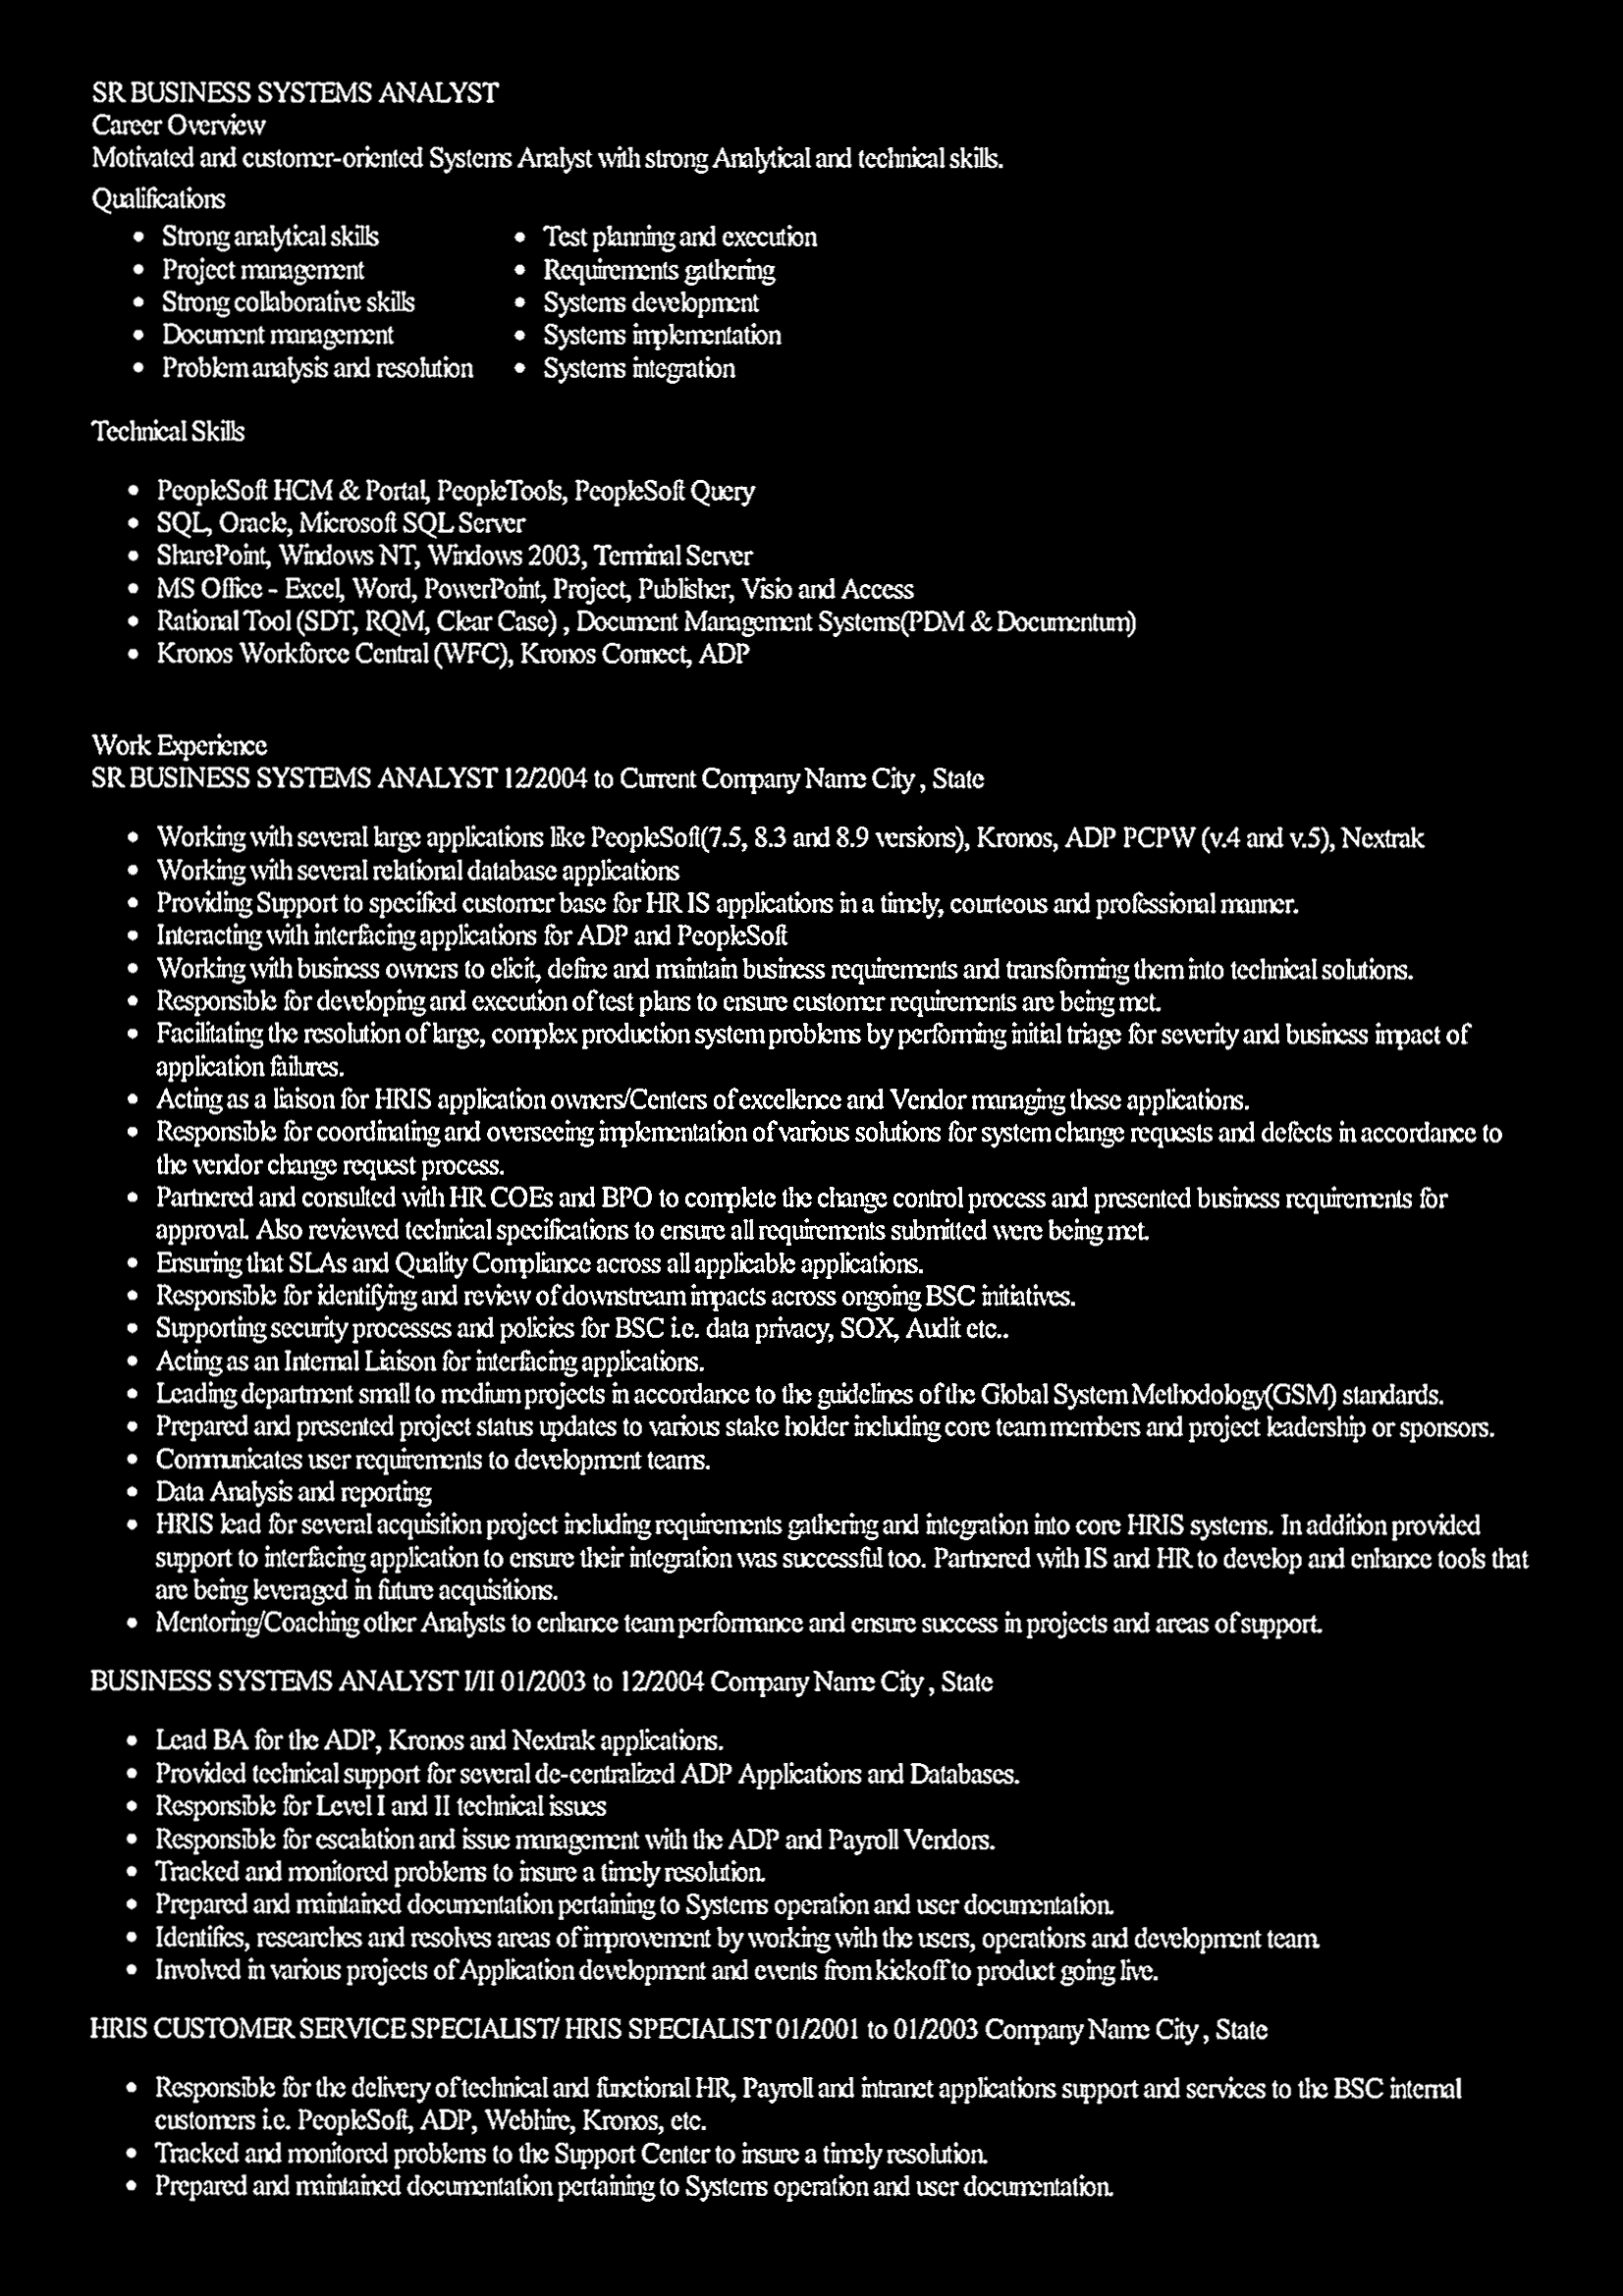 SR BUSINESS SYSTEMS ANALYST
Career Overview
Motivated and customer-oriented Systems Analyst with strong Analytical and technical skills.
Qualifications
• Strong analytical skills
• Project management
• Strong collaborative skills
• Document management
• Problem analysis and resolution
• Test planning and execution
• Requirements gathering
• Systems development
• Systems implementation
• Systems integration
Technical Skills
• PeopleSoft HCM & Portal, PeopleTools, PeopleSoft Query
• SQL, Oracle, Microsoft SQL Server
• SharePoint, Windows NT, Windows 2003, Terminal Server
• MS Office - Excel, Word, PowerPoint, Project, Publisher, Visio and Access
• Rational Tool (SDT, RQM, Clear Case) , Document Management Systems(PDM & Documentum)
• Kronos Workforce Central (WFC), Kronos Connect, ADP
Work Experience
SR BUSINESS SYSTEMS ANALYST 12/2004 to Current Company Name City , State
• Working with several large applications like PeopleSoft(7.5, 8.3 and 8.9 versions), Kronos, ADP PCPW (v.4 and v.5), Nextrak
• Working with several relational database applications
• Providing Support to specified customer base for HR IS applications in a timely, courteous and professional manner.
• Interacting with interfacing applications for ADP and PeopleSoft
• Working with business owners to elicit, define and maintain business requirements and transforming them into technical solutions.
• Responsible for developing and execution of test plans to ensure customer requirements are being met.
• Facilitating the resolution of large, complex production system problems by performing initial triage for severity and business impact of
application failures.
• Acting as a liaison for HRIS application owners/Centers of excellence and Vendor managing these applications.
• Responsible for coordinating and overseeing implementation of various solutions for system change requests and defects in accordance to
the vendor change request process.
• Partnered and consulted with HR COEs and BPO to complete the change control process and presented business requirements for
approval. Also reviewed technical specifications to ensure all requirements submitted were being met.
• Ensuring that SLAs and Quality Compliance across all applicable applications.
• Responsible for identifying and review of downstream impacts across ongoing BSC initiatives.
• Supporting security processes and policies for BSC i.e. data privacy, SOX, Audit etc..
• Acting as an Internal Liaison for interfacing applications.
• Leading department small to medium projects in accordance to the guidelines of the Global System Methodology(GSM) standards.
• Prepared and presented project status updates to various stake holder including core team members and project leadership or sponsors.
• Communicates user requirements to development teams.
• Data Analysis and reporting
• HRIS lead for several acquisition project including requirements gathering and integration into core HRIS systems. In addition provided
support to interfacing application to ensure their integration was successful too. Partnered with IS and HR to develop and enhance tools that
are being leveraged in future acquisitions.
• Mentoring/Coaching other Analysts to enhance team performance and ensure success in projects and areas of support.
BUSINESS SYSTEMS ANALYST I/II 01/2003 to 12/2004 Company Name City , State
• Lead BA for the ADP, Kronos and Nextrak applications.
• Provided technical support for several de-centralized ADP Applications and Databases.
• Responsible for Level I and II technical issues
• Responsible for escalation and issue management with the ADP and Payroll Vendors.
• Tracked and monitored problems to insure a timely resolution.
• Prepared and maintained documentation pertaining to Systems operation and user documentation.
• Identifies, researches and resolves areas of improvement by working with the users, operations and development team.
• Involved in various projects of Application development and events from kickoff to product going live.
HRIS CUSTOMER SERVICE SPECIALIST/ HRIS SPECIALIST 01/2001 to 01/2003 Company Name City , State
• Responsible for the delivery of technical and functional HR, Payroll and intranet applications support and services to the BSC internal
customers i.e. PeopleSoft, ADP, Webhire, Kronos, etc.
• Tracked and monitored problems to the Support Center to insure a timely resolution.
• Prepared and maintained documentation pertaining to Systems operation and user documentation.